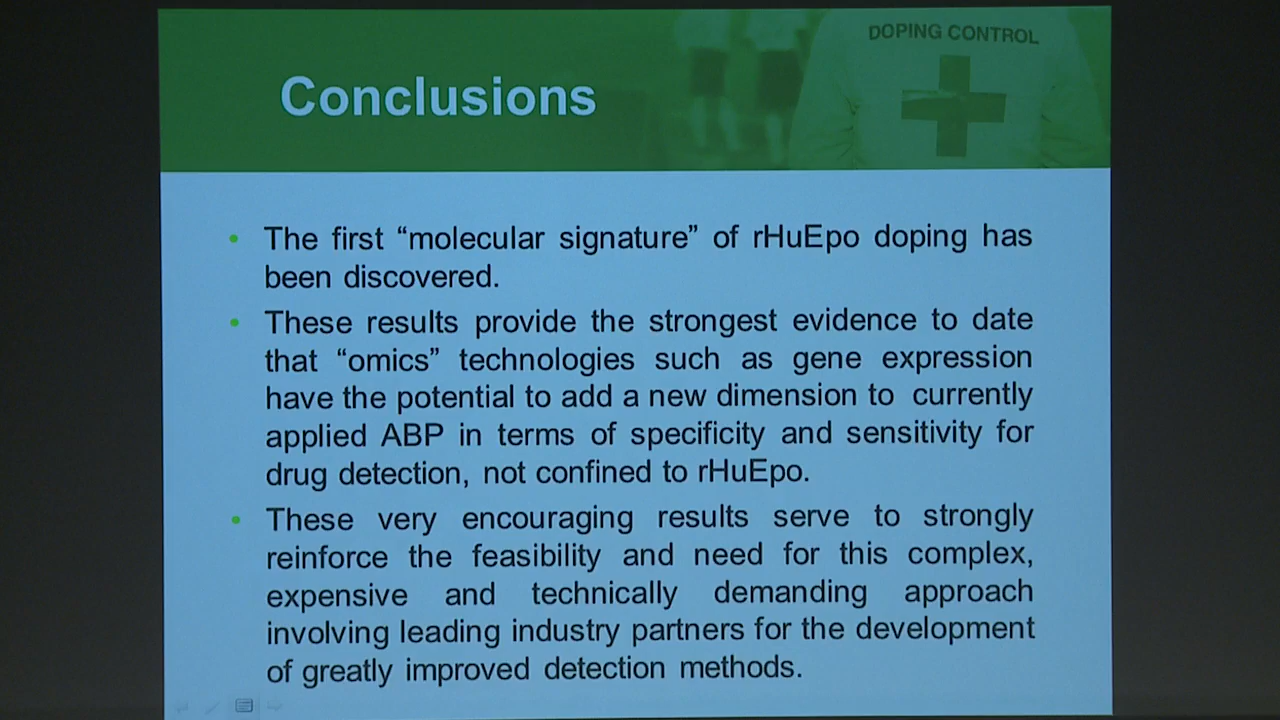 DOPING CONTROL
Conclusions
• The first “molecular signature” of rHuEpo doping has
been discovered.
• These results provide the strongest evidence to date
that “omics” technologies such as gene expression
have the potential to add a new dimension to currently
applied ABP in terms of specificity and sensitivity for
drug detection, not confined to rHuEpo.
• These very encouraging results serve to strongly
reinforce the feasibility and need for this complex,
expensive and technically demanding approach
involving leading industry partners for the development
of greatly improved detection methods.